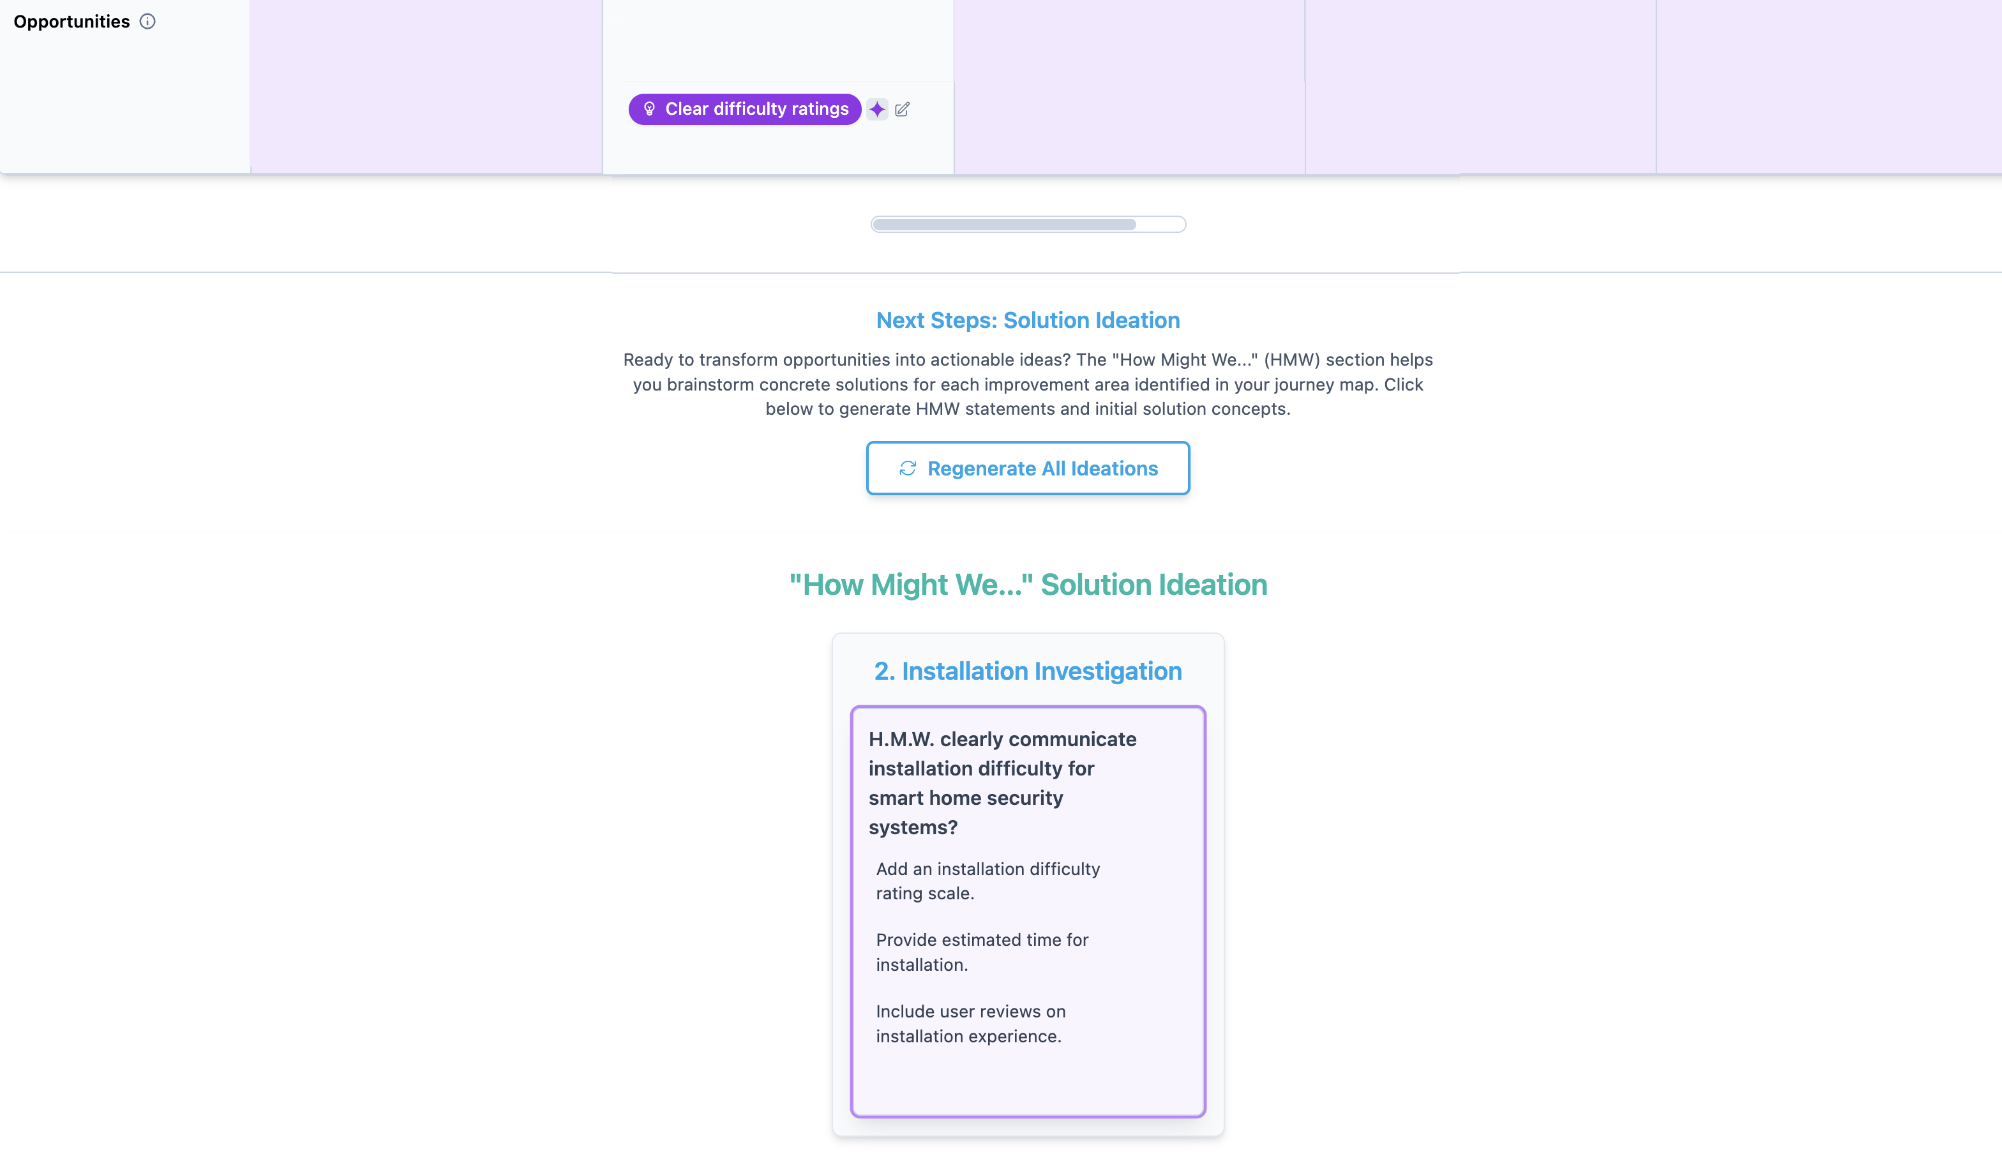 Opportunities
Clear difficulty ratings
Next Steps: Solution Ideation
Ready to transform opportunities into actionable ideas? The "How Might We..." (HMW) section helps
you brainstorm concrete solutions for each improvement area identified in your journey map. Click
below to generate HMW statements and initial solution concepts.
Regenerate All Ideations
"How Might We..." Solution Ideation
2. Installation Investigation
H.M.W. clearly communicate
installation difficulty for
smart home security
systems?
Add an installation difficulty
rating scale.
Provide estimated time for
installation.
Include user reviews on
installation experience.